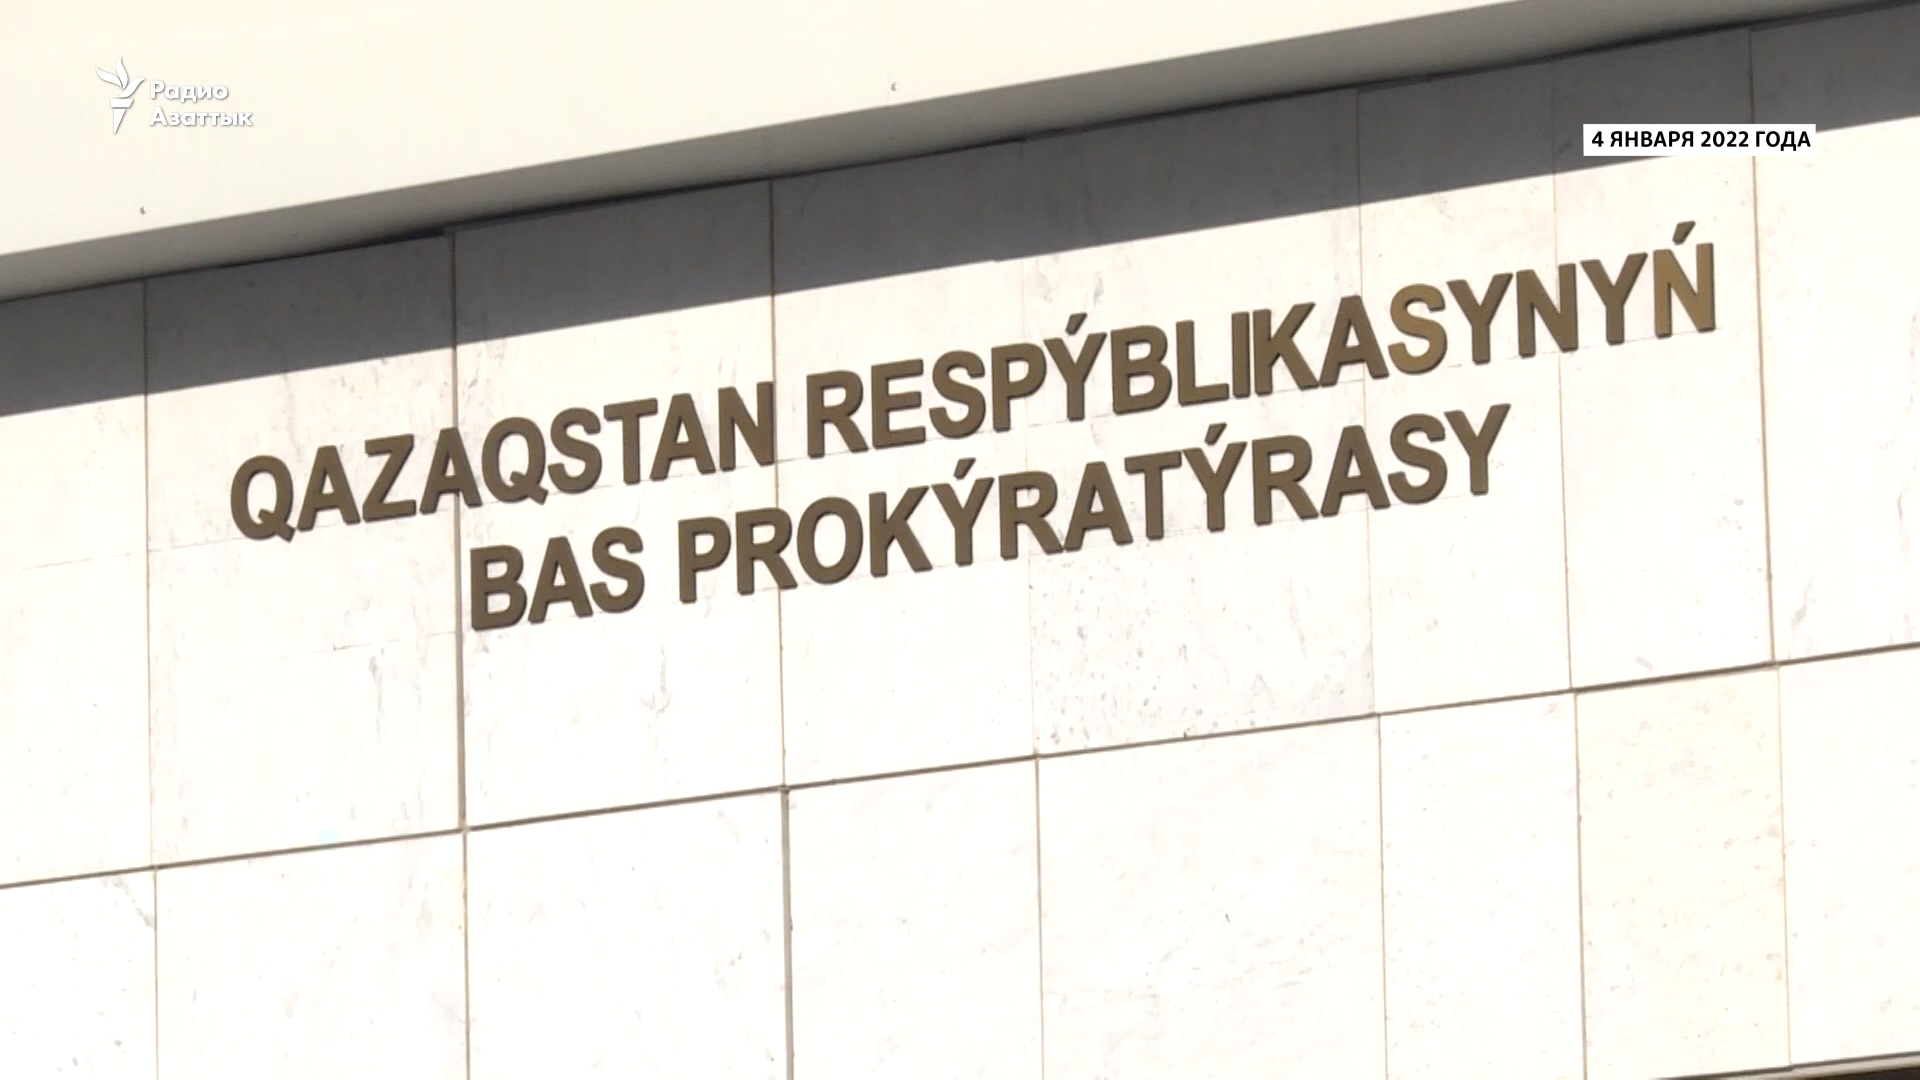 Радио
Азаттык
4 ЯНВАРЯ 2022 ГОДА
QAZAQSTAN RESPÝBLIKASYNYŃ
BAS PROKÝRATÝRASY